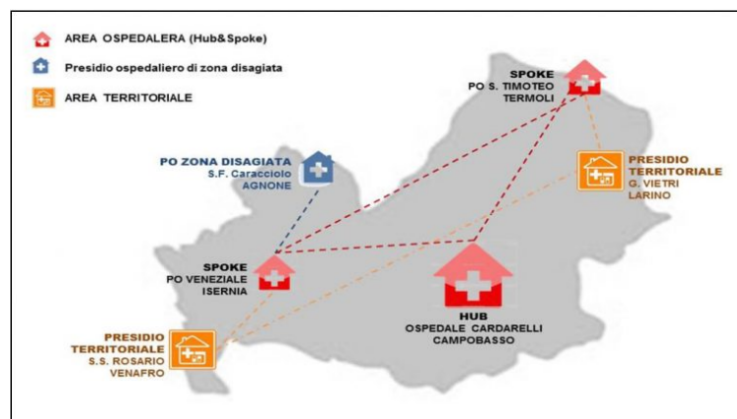 AREA OSPEDALERA (Hub&Spoke)
Presidio ospedaliero di zona disagiata
AREA TERRITORIALE
SPOKE
PO S. TIMOTEO
TERMOLI
PO ZONA DISAGIATA
S.F. Caracciolo
AGNONE
PRESIDIO
TERRITORIALE
G. VIETRI
LARINO
SPOKE
PO VENEZIALE
ISERNIA
HUB
OSPEDALE CARDARELLI
CAMPOBASSO
PRESIDIO
TERRITORIALE
S.S. ROSARIO
VENAFRO